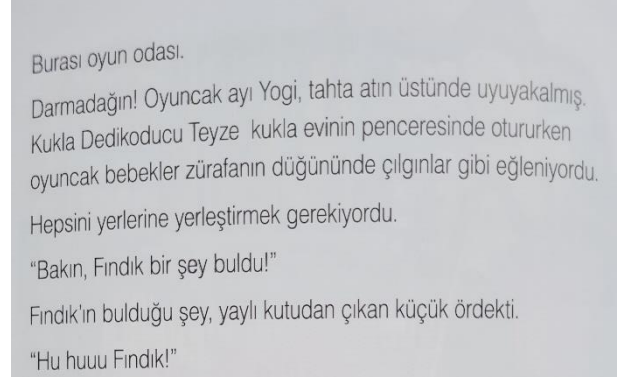 Burası oyun odası.
Darmadağın! Oyuncak ayı Yogi, tahta atın üstünde uyuyakalmış.
Kukla Dedikoducu Teyze kukla evinin penceresinde otururken
oyuncak bebekler zürafanın düğününde çılgınlar gibi eğleniyordu.
Hepsini yerlerine yerleştirmek gerekiyordu.
“Bakın, Fındık bir şey buldu!”
Fındık'ın bulduğu şey, yaylı kutudan çıkan küçük ördekti.
“Hu huuu Fındık!”